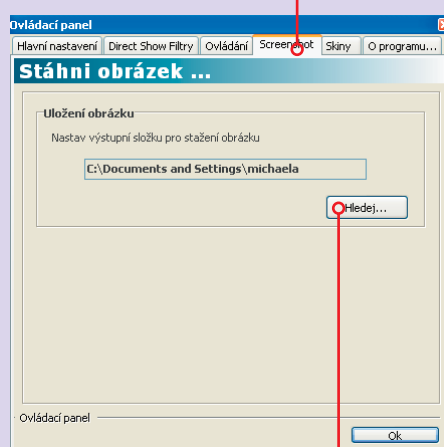 Ovládací panel
Hlavní nastavení Direct Show Filtry Ovládání Screenshot Skiny O programu...
Stáhni obrázek ...
Uložení obrázku
Nastav výstupní složku pro stažení obrázku
C:\Documents and Settings\michaela
Hledej...
Ovládací panel
Ok